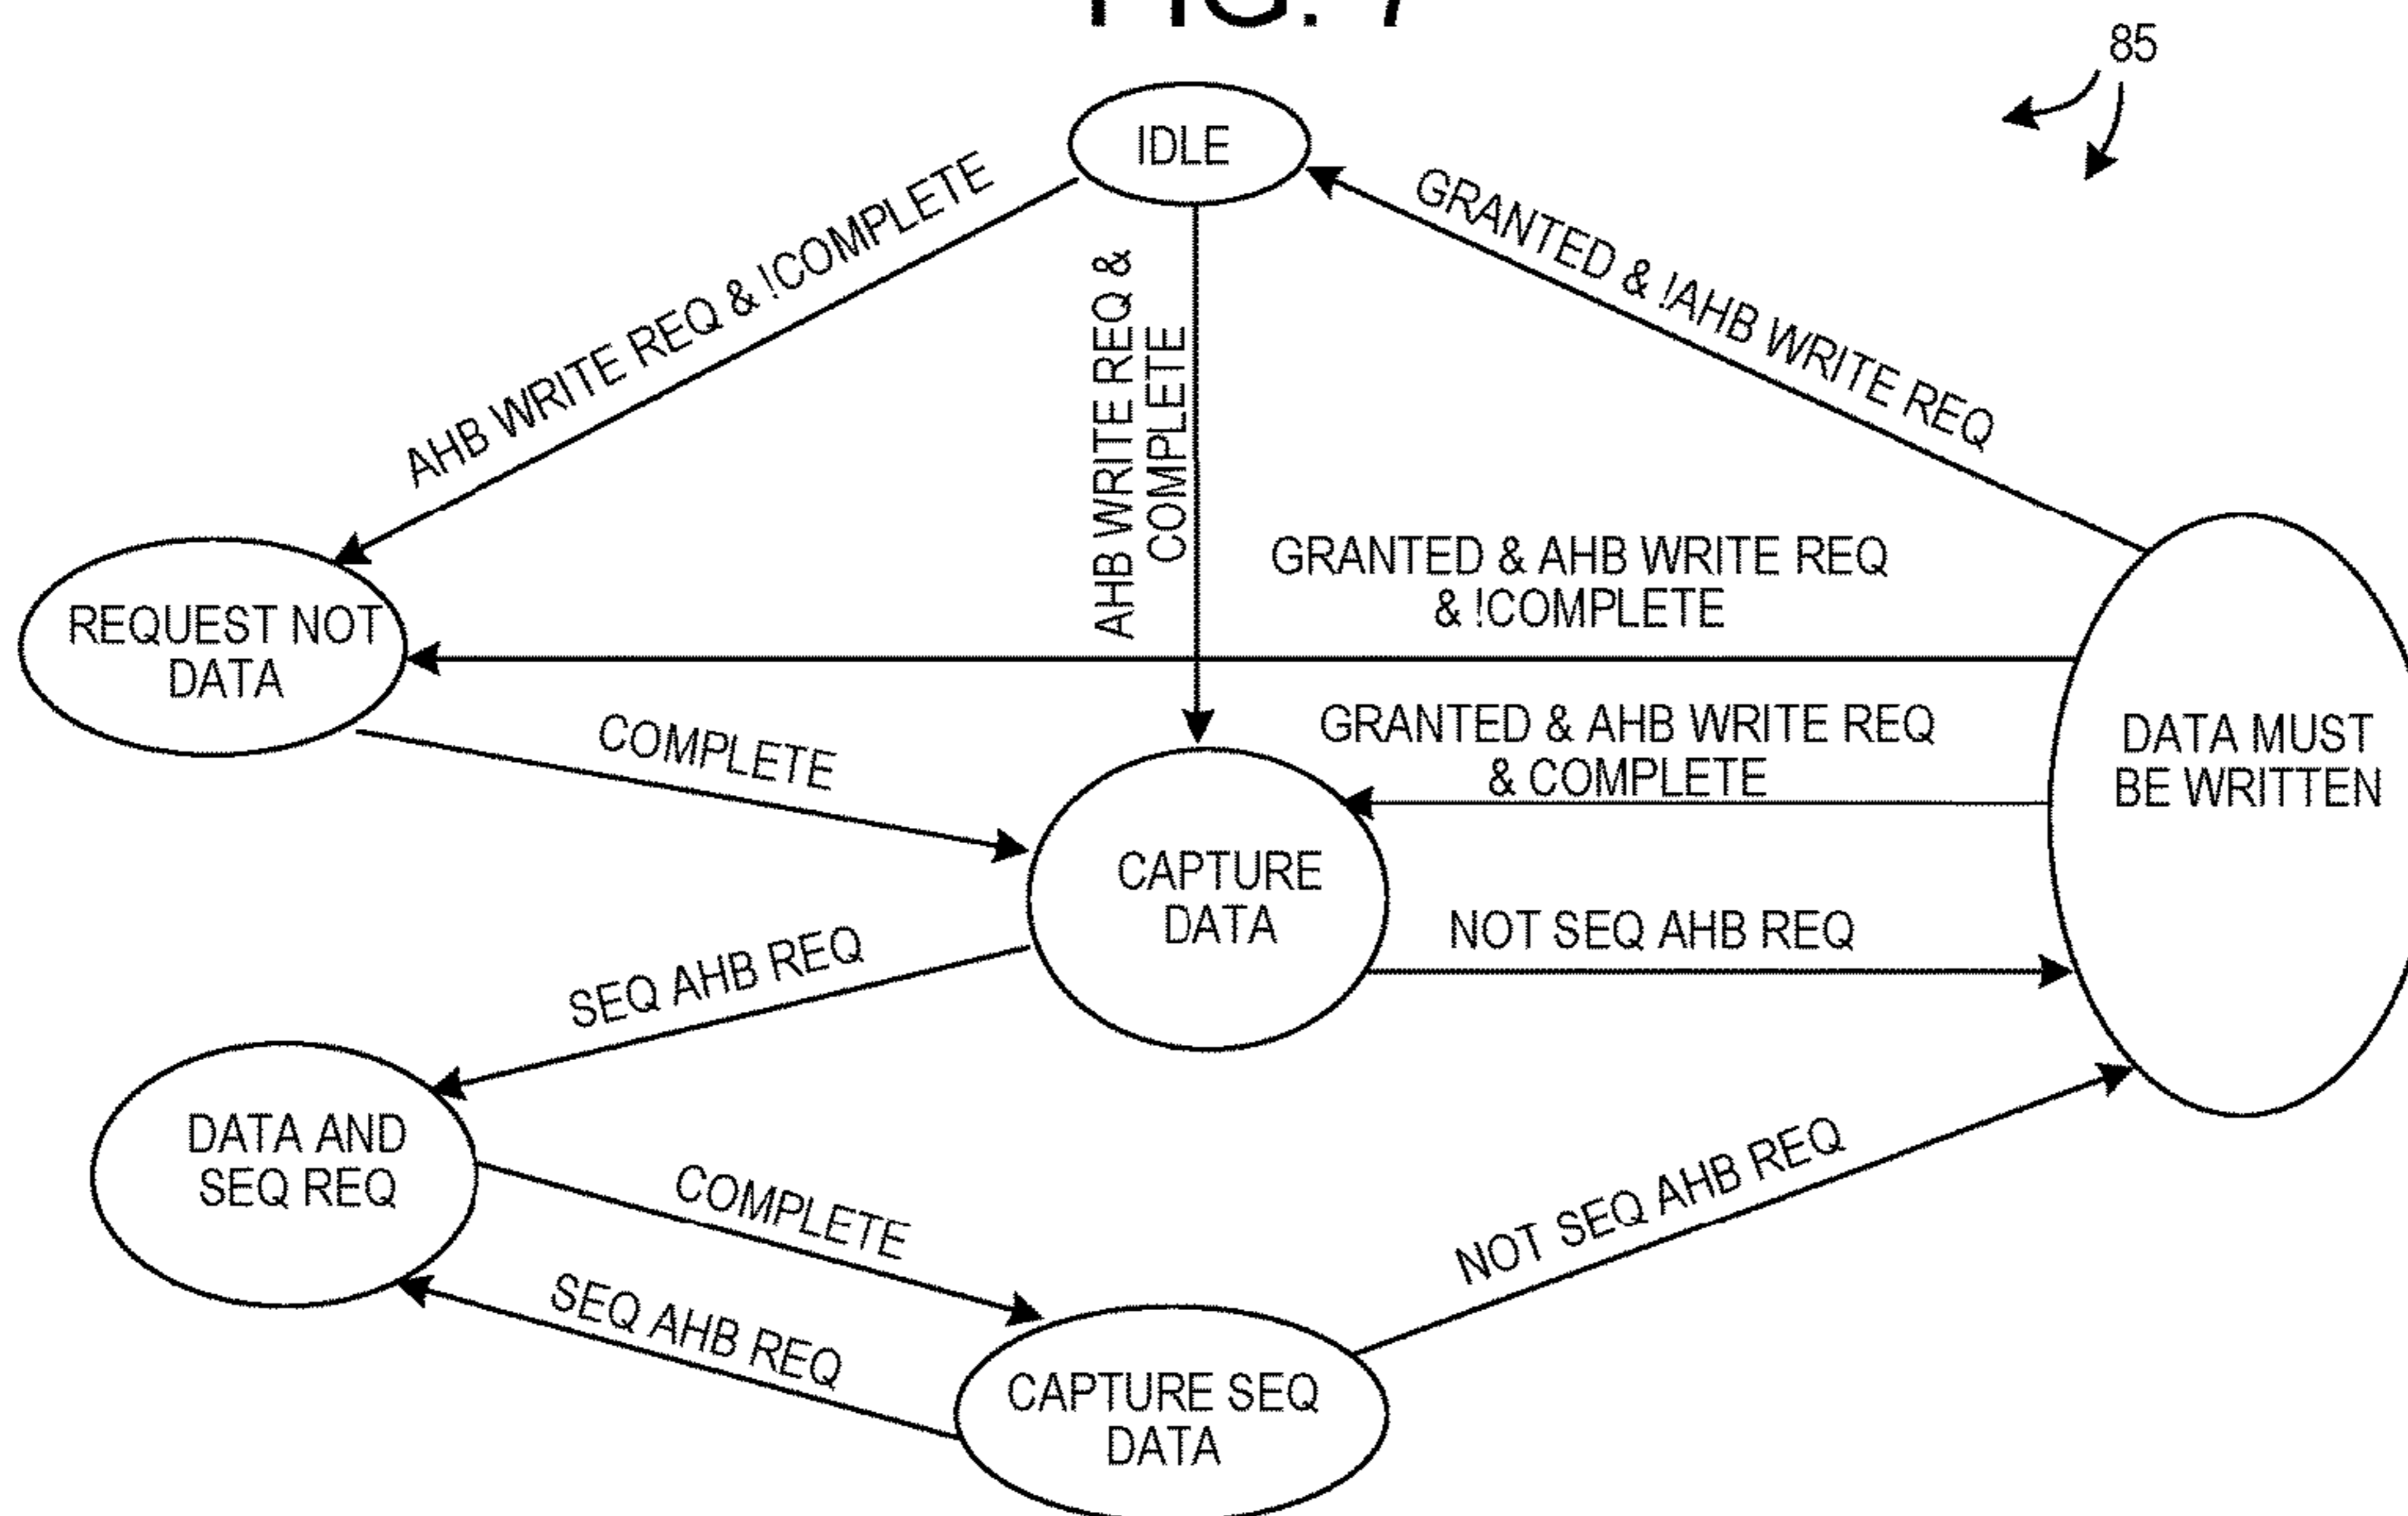 FIG. 7
85
IDLE
AHB WRITE REQ & !COMPLETE
AHB WRITE REQ &
COMPLETE
GRANTED & !AHB WRITE REQ
GRANTED & AHB WRITE REQ
& !COMPLETE
REQUEST NOT
DATA
COMPLETE
GRANTED & AHB WRITE REQ
& COMPLETE
DATA MUST
BE WRITTEN
CAPTURE
DATA
NOT SEQ AHB REQ
SEQ AHB REQ
DATA AND
SEQ REQ
COMPLETE
SEQ AHB REQ
NOT SEQ AHB REQ
CAPTURE SEQ
DATA